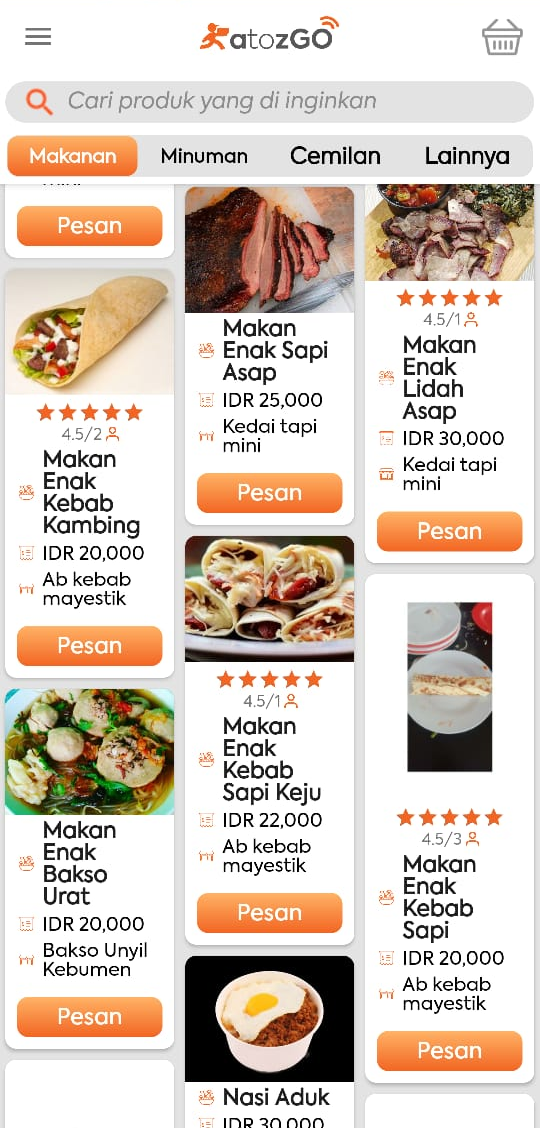 atozGO
Cari produk yang di inginkan
Makanan
Minuman
Cemilan
Lainnya
Pesan
4.5/2
Makan
Enak
Kebab
Kambing
IDR 20,000
Ab kebab
mayestik
Pesan
Makan
Enak
Bakso
Urat
IDR 20,000
Bakso Unyil
Kebumen
Pesan
Makan
Enak Sapi
Asap
IDR 25,000
Kedai tapi
mini
Pesan
4.5/1
Makan
Enak
Kebab
Sapi Keju
IDR 22,000
Ab kebab
mayestik
Pesan
Nasi Aduk
IDR 30,000
4.5/1
Makan
Enak
Lidah
Asap
IDR 30,000
Kedai tapi
mini
Pesan
4.5/3
Makan
Enak
Kebab
Sapi
IDR 20,000
Ab kebab
mayestik
Pesan